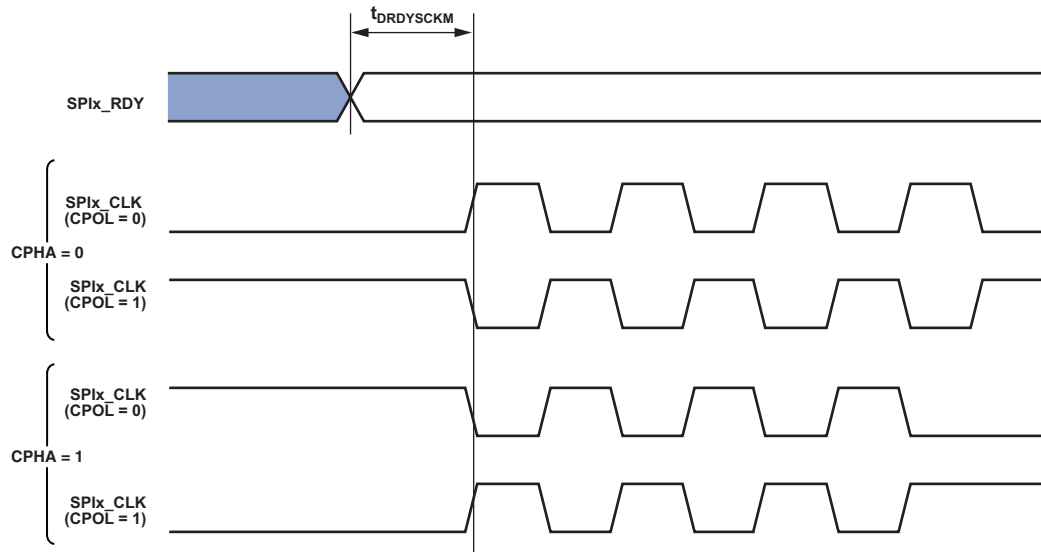 tDRDYSCKM
SPIx_RDY
SPIx_CLK
(CPOL = 0)
CPHA = 0
SPIx_CLK
(CPOL = 1)
SPIx_CLK
(CPOL = 0)
CPHA = 1
SPIx_CLK
(CPOL = 1)